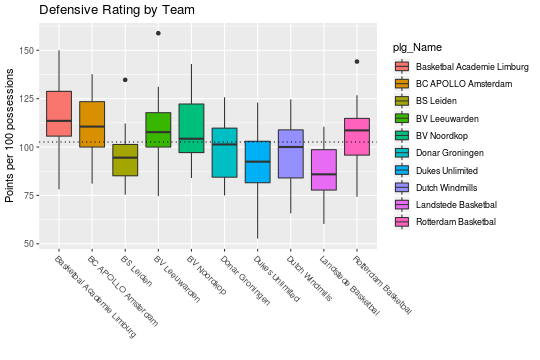 Defensive Rating by Team
Points per 100 possessions
150
125
100
75
50
Basketbal Academie Limburg
BC APOLLO Amsterdam
BS Leiden
BV Leeuwarden
BV Noordkop
Donar Groningen
Dukes Unlimited
Dutch Windmills
Landstede Basketbal
Rotterdam Basketbal
plg_Name
Basketbal Academie Limburg
BC APOLLO Amsterdam
BS Leiden
BV Leeuwarden
BV Noordkop
Donar Groningen
Dukes Unlimited
Dutch Windmills
Landstede Basketbal
Rotterdam Basketbal